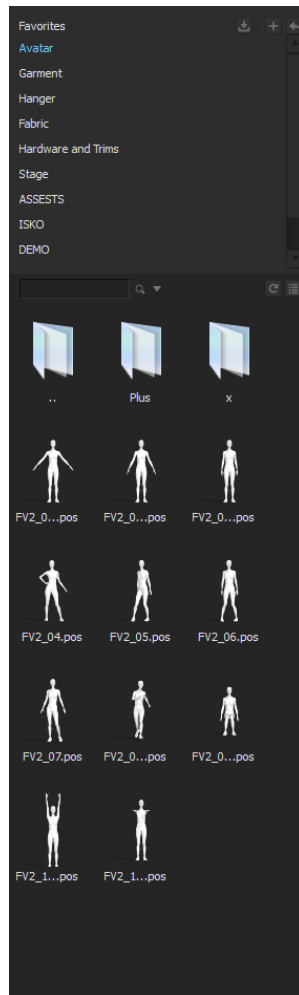 Favorites
Avatar
Garment
Hanger
Fabric
Hardware and Trims
Stage
ASSESTS
ISKO
DEMO
.. Plus x
FV2_0...pos FV2_0...pos FV2_0...pos
FV2_04.pos FV2_05.pos FV2_06.pos
FV2_07.pos FV2_0...pos FV2_0...pos
FV2_1...pos FV2_1...pos